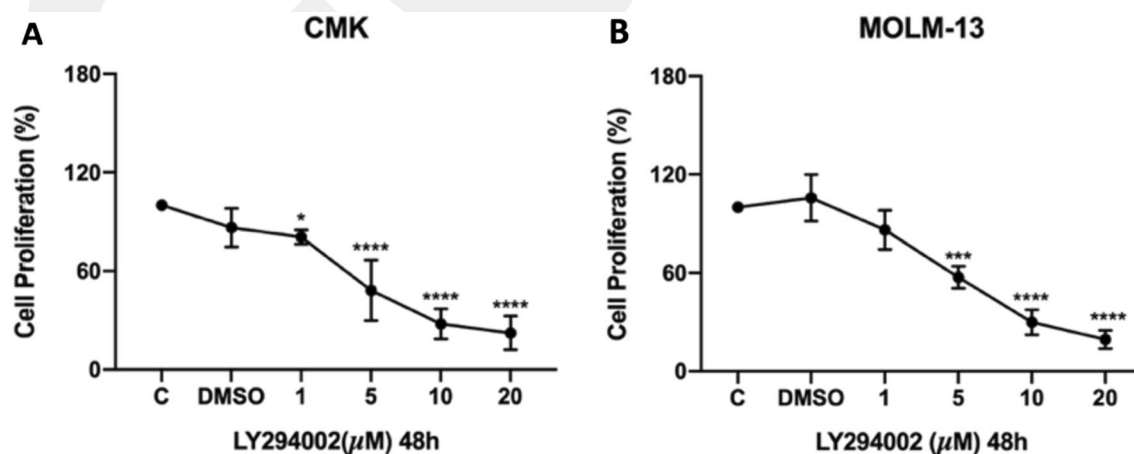 A
CMK
Cell Proliferation (%)
180
120
60
0
*
****
****
****
C DMSO 1 5 10 20
LY294002(μM) 48h
B
MOLM-13
Cell Proliferation (%)
180
120
60
0
***
****
****
C DMSO 1 5 10 20
LY294002 (μM) 48h